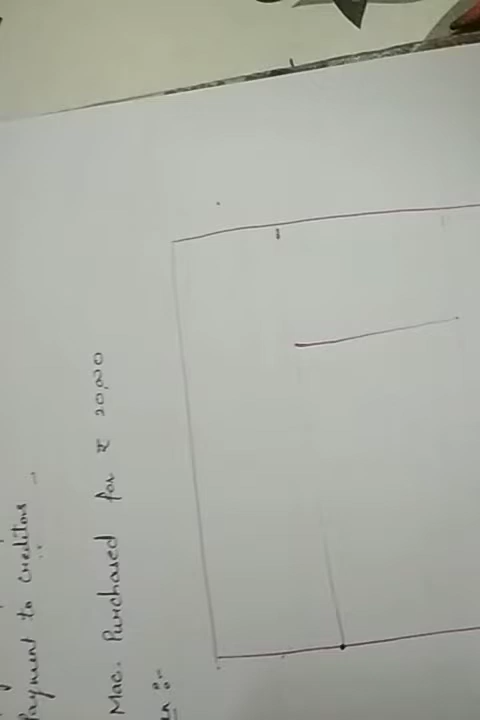 Payment to creditors
Mac. Purchased for ₹ 20,000